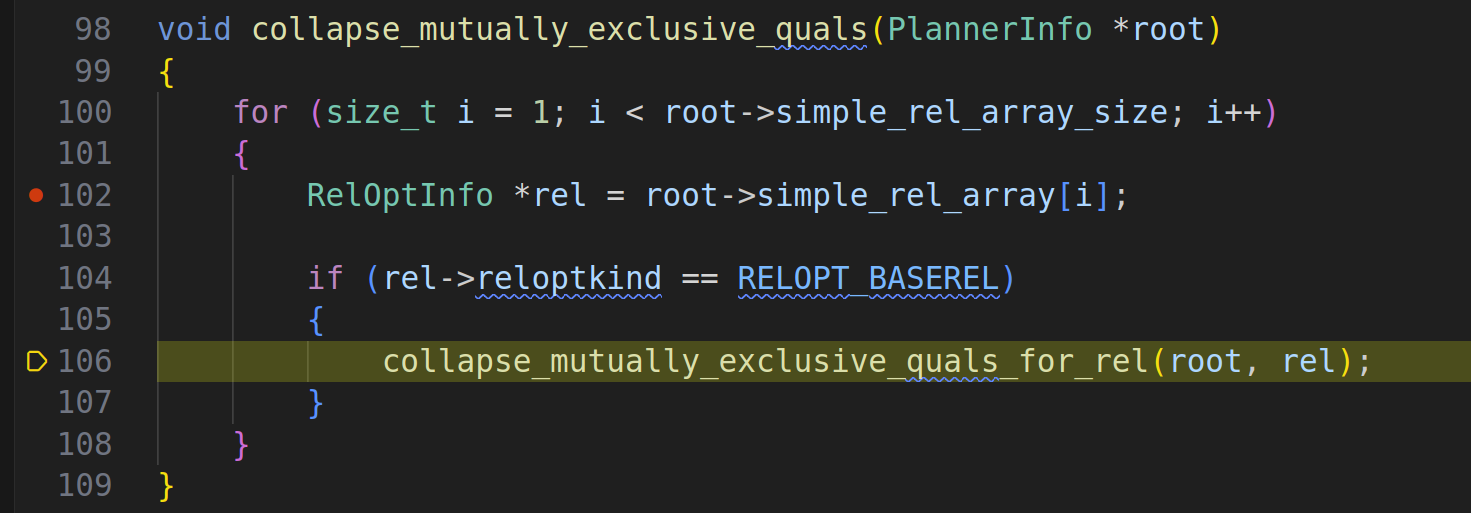 98 void collapse_mutually_exclusive_quals(PlannerInfo *root)
99 {
100     for (size_t i = 1; i < root->simple_rel_array_size; i++)
101     {
102         RelOptInfo *rel = root->simple_rel_array[i];
103
104         if (rel->reloptkind == RELOPT_BASEREL)
105         {
106             collapse_mutually_exclusive_quals_for_rel(root, rel);
107         }
108     }
109 }